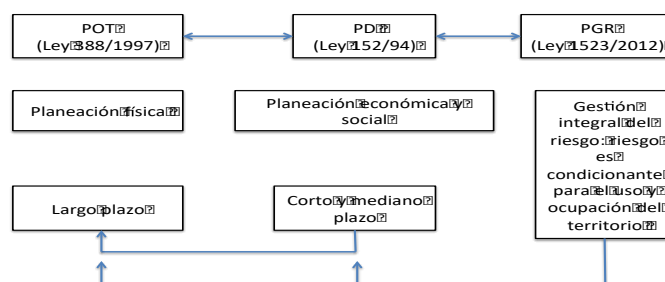 POT
(Ley 388/1997)
PD
(Ley 152/94)
PGR
(Ley 1523/2012)
Planeación física
Planeación económica y
social
Gestión
integral del
riesgo: riesgo
es
condicionante
para el uso y
ocupación del
territorio
Largo plazo
Corto y mediano
plazo